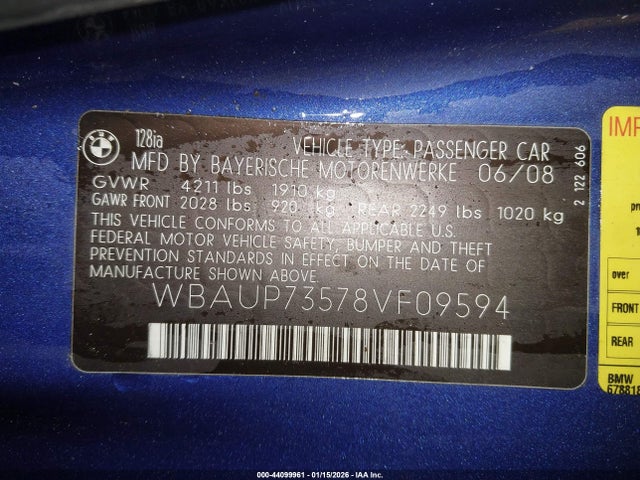 BMW
128ia
VEHICLE TYPE: PASSENGER CAR
MFD BY BAYERISCHE MOTORENWERKE 06/08
GVWR 4211 lbs 1910 kg
GAWR FRONT 2028 lbs 920 kg REAR 2249 lbs 1020 kg
THIS VEHICLE CONFORMS TO ALL APPLICABLE U.S.
FEDERAL MOTOR VEHICLE SAFETY, BUMPER AND THEFT
PREVENTION STANDARDS IN EFFECT ON THE DATE OF
MANUFACTURE SHOWN ABOVE.
WBAUP73578VF09594
2 122 606
over
FRONT
REAR
BMW
000-44099961 - 01/15/2026 - IAA Inc.